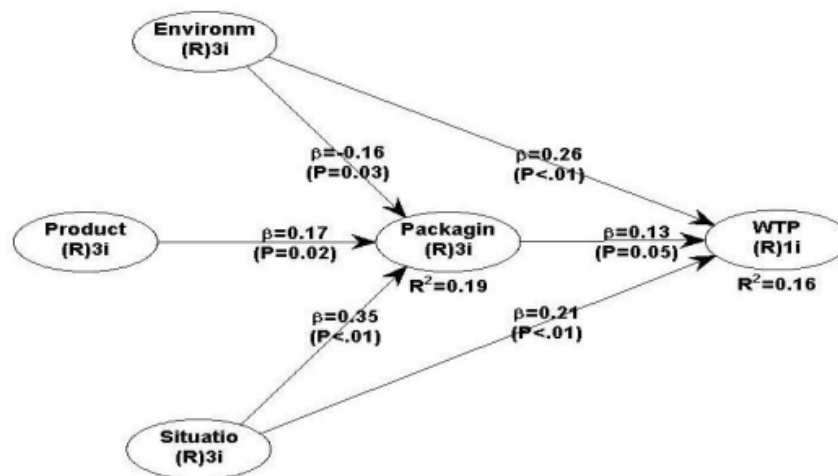 Environm
(R)3i
β=-0.16
(P=0.03)
β=0.26
(P<.01)
Product
(R)3i
β=0.17
(P=0.02)
Packagin
(R)3i
R²=0.19
β=0.13
(P=0.05)
WTP
(R)1i
R²=0.16
β=0.35
(P<.01)
β=0.21
(P<.01)
Situatio
(R)3i